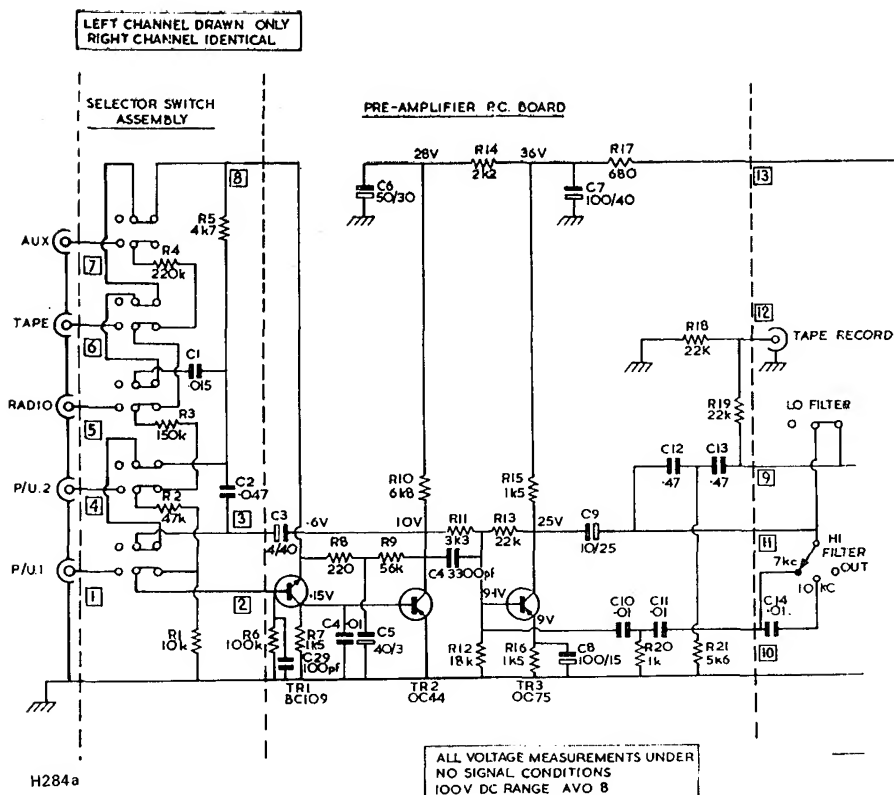 LEFT CHANNEL DRAWN ONLY
RIGHT CHANNEL IDENTICAL
SELECTOR SWITCH
ASSEMBLY
PRE-AMPLIFIER P.C. BOARD
8
28V
R14
2k2
36V
R17
680
13
C6
50/30
C7
100/40
R5
4k7
AUX
R4
220k
7
TAPE
6
C1
.015
RADIO
R3
150k
5
12
R18
22K
TAPE RECORD
R19
22k
LO FILTER
P/U.2
R2
47k
4
C2
.047
3
C3
4/40
.6V
R10
6k8
10V
R11
3k3
R13
22k
R15
1k5
25V
C9
10/25
C12
.47
C13
.47
9
11
R8
220
R9
56k
C4 3300pf
HI
FILTER
OUT
7kc
10 KC
P/U.1
1
2
.15V
9.1V
9V
C10
.01
C11
.01
C14
.01.
10
R1
10k
R6
100k
R7
1k5
C29
100pf
C4
.01
C5
40/3
R12
18k
R16
1k5
C8
100/15
R20
1k
R21
5k6
TR1
BC109
TR2
OC44
TR3
OC75
H284a
ALL VOLTAGE MEASUREMENTS UNDER
NO SIGNAL CONDITIONS
100V DC RANGE AVO 8